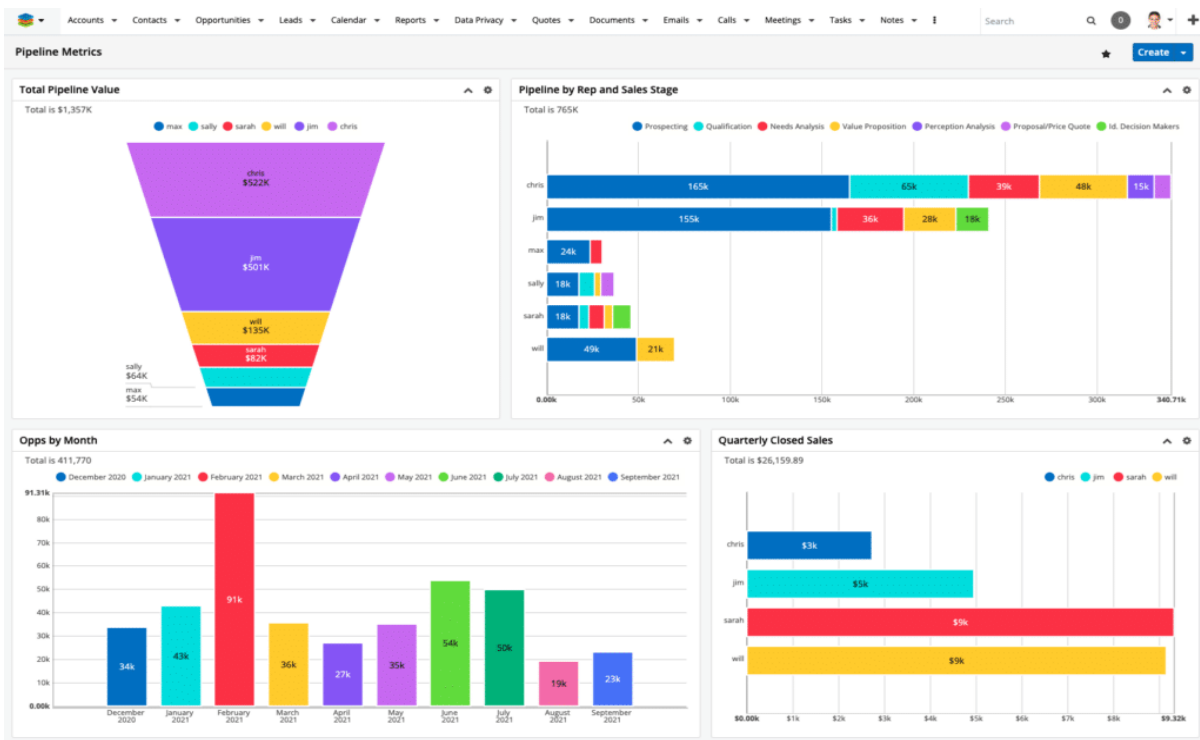 Accounts Contacts Opportunities Leads Calendar Reports Data Privacy Quotes Documents Emails Calls Meetings Tasks Notes Search 0
Pipeline Metrics
Create
Total Pipeline Value
Total is $1,357K
max sally sarah will jim chris
chris
$522K
jim
$501K
will
$135K
sarah
$82K
sally
$64K
max
$54K
Pipeline by Rep and Sales Stage
Total is 765K
Prospecting Qualification Needs Analysis Value Proposition Perception Analysis Proposal/Price Quote Id. Decision Makers
chris 165k 65k 39k 48k 15k
jim 155k 36k 28k 18k
max 24k
sally 18k
sarah 18k
will 49k 21k
0.00k 50k 100k 150k 200k 250k 300k 340.71k
Opps by Month
Total is 411,770
December 2020 January 2021 February 2021 March 2021 April 2021 May 2021 June 2021 July 2021 August 2021 September 2021
91.31k
80k
70k
60k
50k
40k
30k
20k
10k
0.00k
34k 43k 91k 36k 27k 35k 54k 50k 19k 23k
December January February March April May June July August September
2020 2021 2021 2021 2021 2021 2021 2021 2021 2021
Quarterly Closed Sales
Total is $26,159.89
chris jim sarah will
chris $3k
jim $5k
sarah $9k
will $9k
$0.00k $1k $2k $3k $4k $5k $6k $7k $8k $9.32k